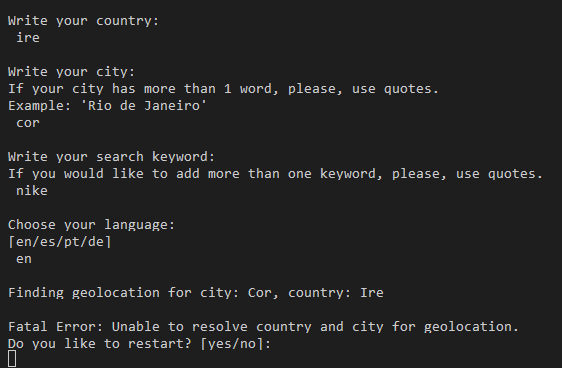 Write your country:
ire
Write your city:
If your city has more than 1 word, please, use quotes.
Example: 'Rio de Janeiro'
cor
Write your search keyword:
If you would like to add more than one keyword, please, use quotes.
nike
Choose your language:
[en/es/pt/de]
en
Finding geolocation for city: Cor, country: Ire
Fatal Error: Unable to resolve country and city for geolocation.
Do you like to restart? [yes/no]: